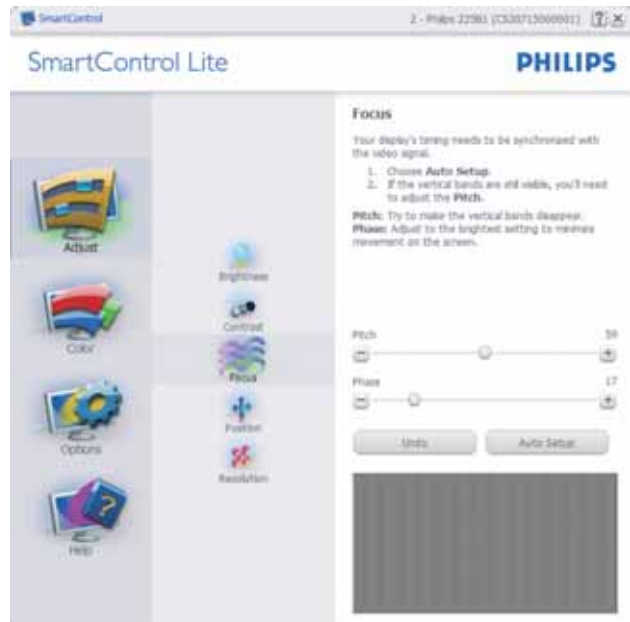 SmartControl
2 - Philips 225B1 (CS207150000001)
SmartControl Lite
PHILIPS
Adjust
Color
Options
Help
Brightness
Contrast
Focus
Position
Resolution
Focus
Your display's timing needs to be synchronized with
the video signal.
1. Choose Auto Setup.
2. If the vertical bands are still visible, you'll need
to adjust the Pitch.
Pitch: Try to make the vertical bands disappear.
Phase: Adjust to the brightest setting to minimize
movement on the screen.
Pitch 50
Phase 17
Undo Auto Setup